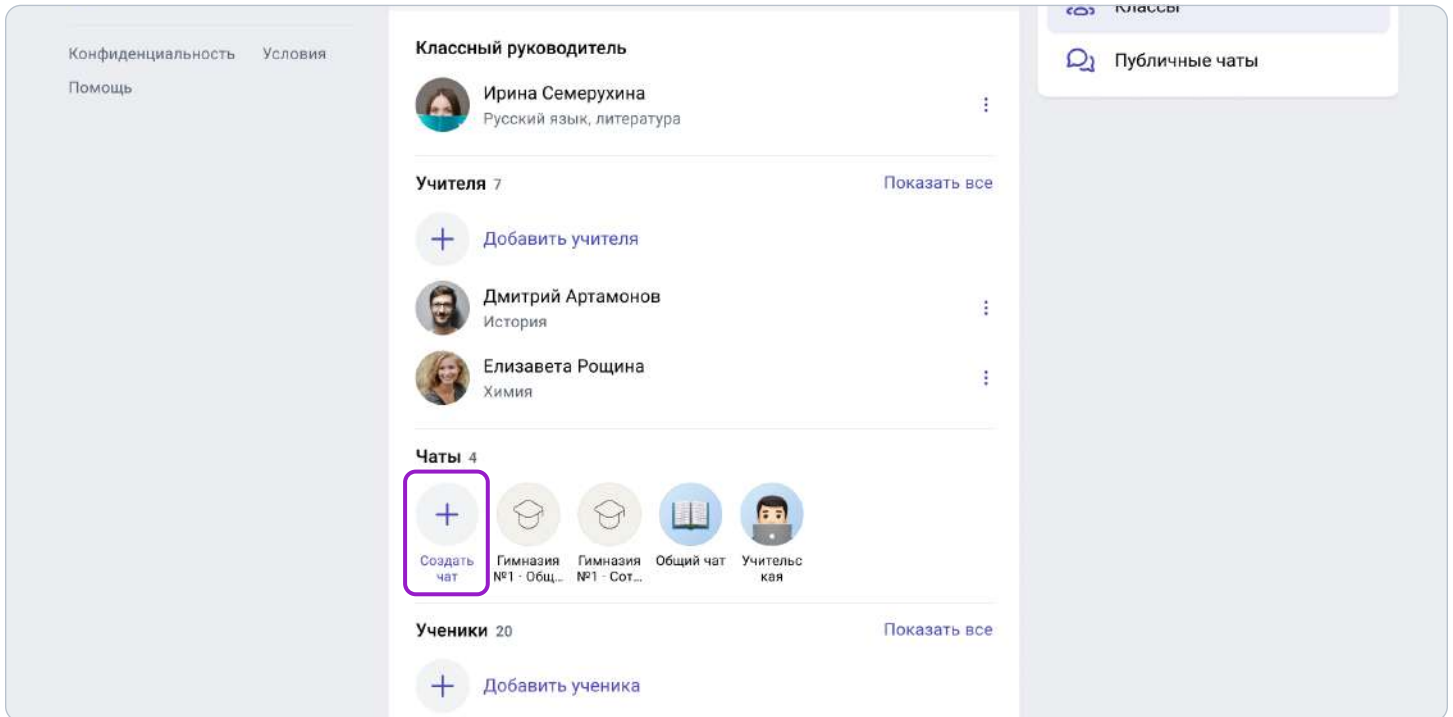 Конфиденциальность Условия
Помощь
Классный руководитель
Ирина Семерухина
Русский язык, литература
Учителя 7
Показать все
Добавить учителя
Дмитрий Артамонов
История
Елизавета Рощина
Химия
Чаты 4
Создать
чат
Гимназия
№1 · Общ...
Гимназия
№1 · Сот...
Общий чат
Учительс
кая
Ученики 20
Показать все
Добавить ученика
Классы
Публичные чаты